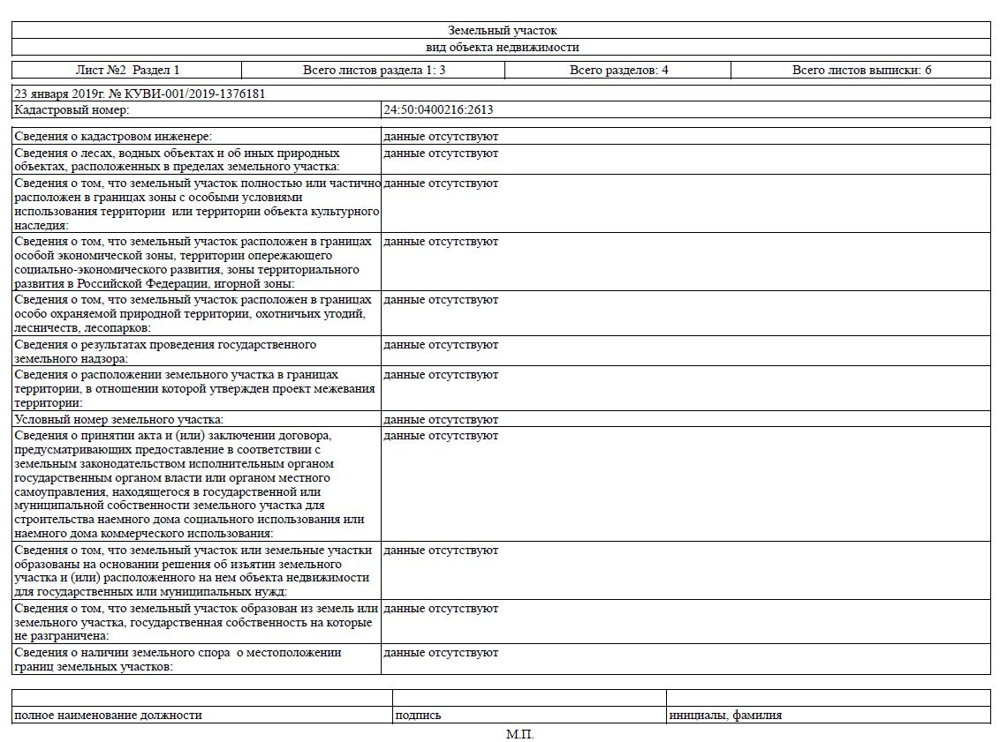 Земельный участок
вид объекта недвижимости
Лист №2 Раздел 1 Всего листов раздела 1: 3 Всего разделов: 4 Всего листов выписки: 6
23 января 2019г. № КУВИ-001/2019-1376181
Кадастровый номер: 24:50:0400216:2613
Сведения о кадастровом инженере: данные отсутствуют
Сведения о лесах, водных объектах и об иных природных данные отсутствуют
объектах, расположенных в пределах земельного участка:
Сведения о том, что земельный участок полностью или частично данные отсутствуют
расположен в границах зоны с особыми условиями
использования территории или территории объекта культурного
наследия:
Сведения о том, что земельный участок расположен в границах данные отсутствуют
особой экономической зоны, территории опережающего
социально-экономического развития, зоны территориального
развития в Российской Федерации, игорной зоны:
Сведения о том, что земельный участок расположен в границах данные отсутствуют
особо охраняемой природной территории, охотничьих угодий,
лесничеств, лесопарков:
Сведения о результатах проведения государственного данные отсутствуют
земельного надзора:
Сведения о расположении земельного участка в границах данные отсутствуют
территории, в отношении которой утвержден проект межевания
территории:
Условный номер земельного участка: данные отсутствуют
Сведения о принятии акта и (или) заключении договора, данные отсутствуют
предусматривающих предоставление в соответствии с
земельным законодательством исполнительным органом
государственным органом власти или органом местного
самоуправления, находящегося в государственной или
муниципальной собственности земельного участка для
строительства наемного дома социального использования или
наемного дома коммерческого использования:
Сведения о том, что земельный участок или земельные участки данные отсутствуют
образованы на основании решения об изъятии земельного
участка и (или) расположенного на нем объекта недвижимости
для государственных или муниципальных нужд:
Сведения о том, что земельный участок образован из земель или данные отсутствуют
земельного участка, государственная собственность на которые
не разграничена:
Сведения о наличии земельного спора о местоположении данные отсутствуют
границ земельных участков:
полное наименование должности подпись инициалы, фамилия
М.П.